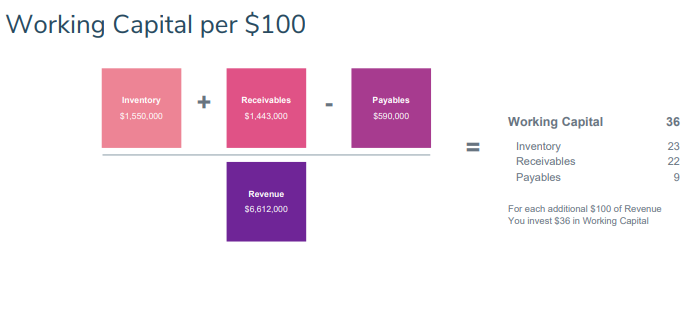 Working Capital per $100
Inventory
$1,550,000
+
Receivables
$1,443,000
-
Payables
$590,000
Revenue
$6,612,000
=
Working Capital 36
Inventory 23
Receivables 22
Payables 9
For each additional $100 of Revenue
You invest $36 in Working Capital